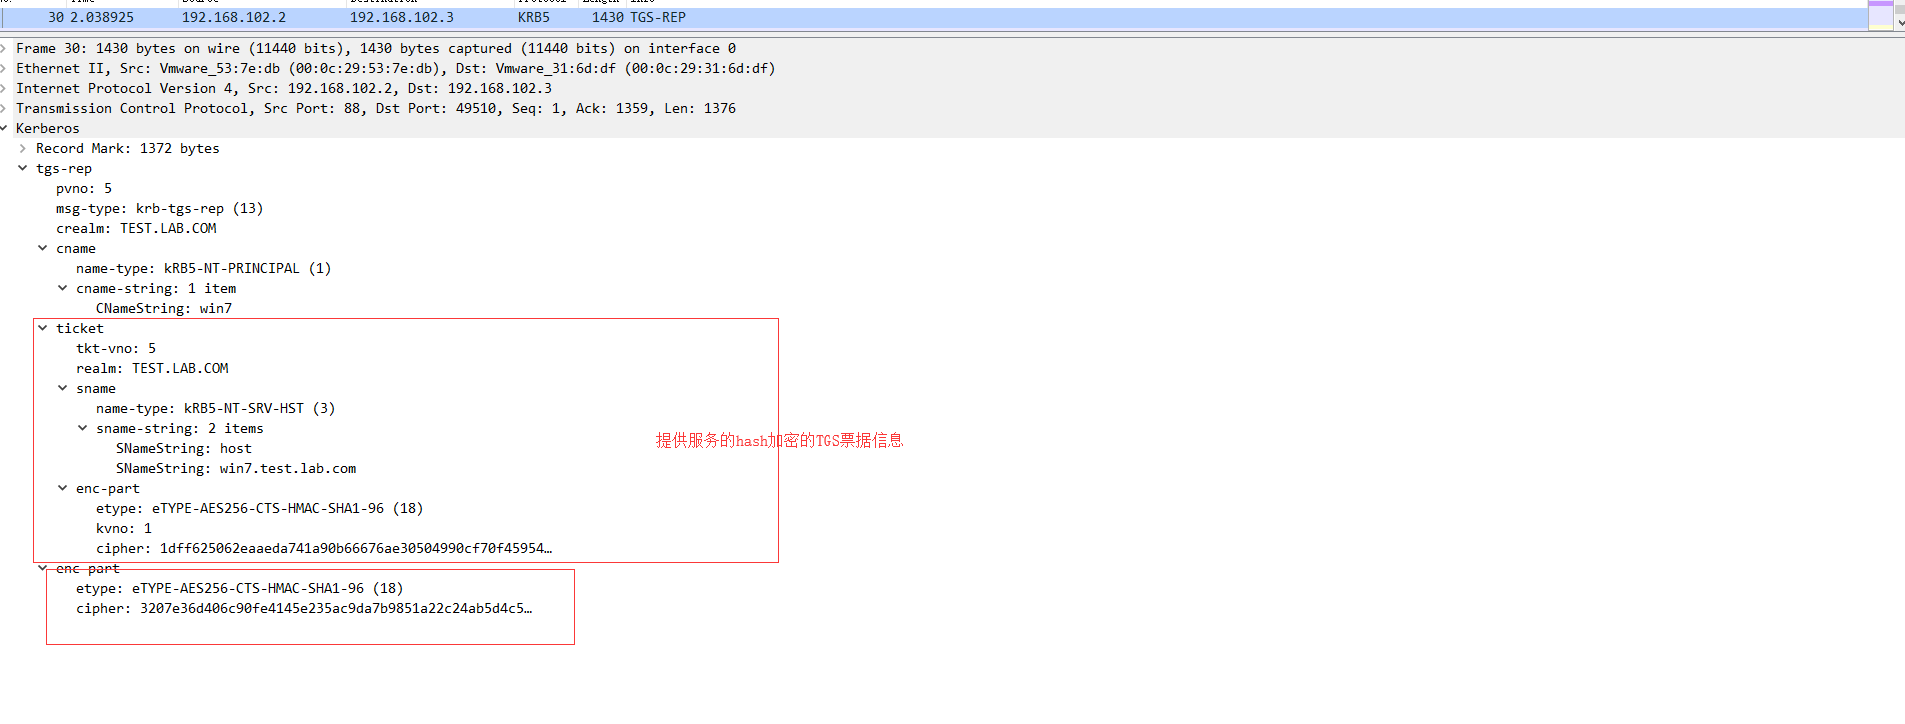 30 2.038925 192.168.102.2 192.168.102.3 KRB5 1430 TGS-REP
Frame 30: 1430 bytes on wire (11440 bits), 1430 bytes captured (11440 bits) on interface 0
Ethernet II, Src: Vmware_53:7e:db (00:0c:29:53:7e:db), Dst: Vmware_31:6d:df (00:0c:29:31:6d:df)
Internet Protocol Version 4, Src: 192.168.102.2, Dst: 192.168.102.3
Transmission Control Protocol, Src Port: 88, Dst Port: 49510, Seq: 1, Ack: 1359, Len: 1376
Kerberos
Record Mark: 1372 bytes
tgs-rep
pvno: 5
msg-type: krb-tgs-rep (13)
crealm: TEST.LAB.COM
cname
name-type: kRB5-NT-PRINCIPAL (1)
cname-string: 1 item
CNameString: win7
ticket
tkt-vno: 5
realm: TEST.LAB.COM
sname
name-type: kRB5-NT-SRV-HST (3)
sname-string: 2 items
提供服务的hash加密的TGS票据信息
SNameString: host
SNameString: win7.test.lab.com
enc-part
etype: eTYPE-AES256-CTS-HMAC-SHA1-96 (18)
kvno: 1
cipher: 1dff625062eaaeda741a90b66676ae30504990cf70f45954…
enc-part
etype: eTYPE-AES256-CTS-HMAC-SHA1-96 (18)
cipher: 3207e36d406c90fe4145e235ac9da7b9851a22c24ab5d4c5…